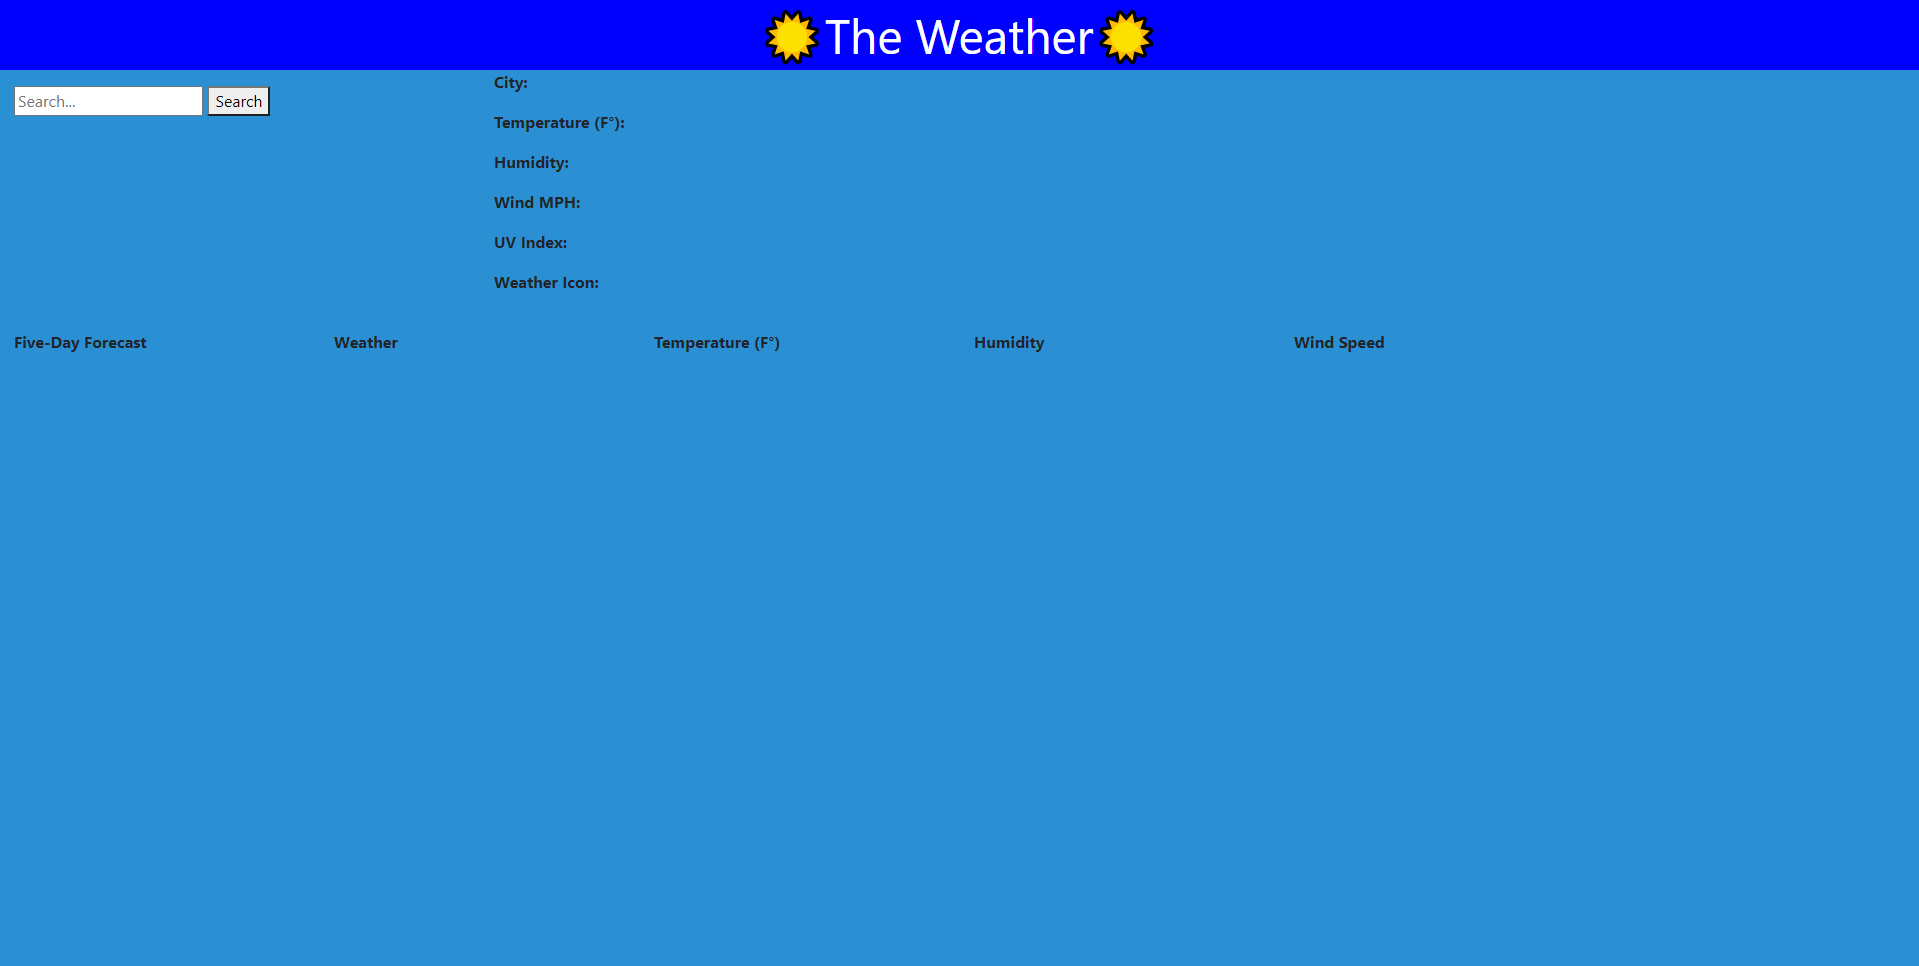 The Weather
Search...
Search
City:
Temperature (F°):
Humidity:
Wind MPH:
UV Index:
Weather Icon:
Five-Day Forecast Weather Temperature (F°) Humidity Wind Speed